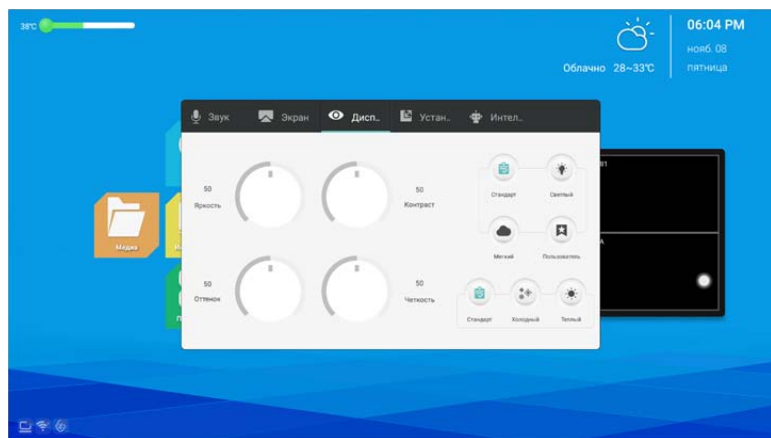 38℃
06:04 PM
нояб. 08
Облачно 28~33℃
пятница
Звук
Экран
Дисп..
Устан..
Интел..
50
Яркость
50
Контраст
Стандарт
Светлый
Мягкий
Пользователь
50
Оттенок
50
Четкость
Стандарт
Холодный
Теплый
Медиа